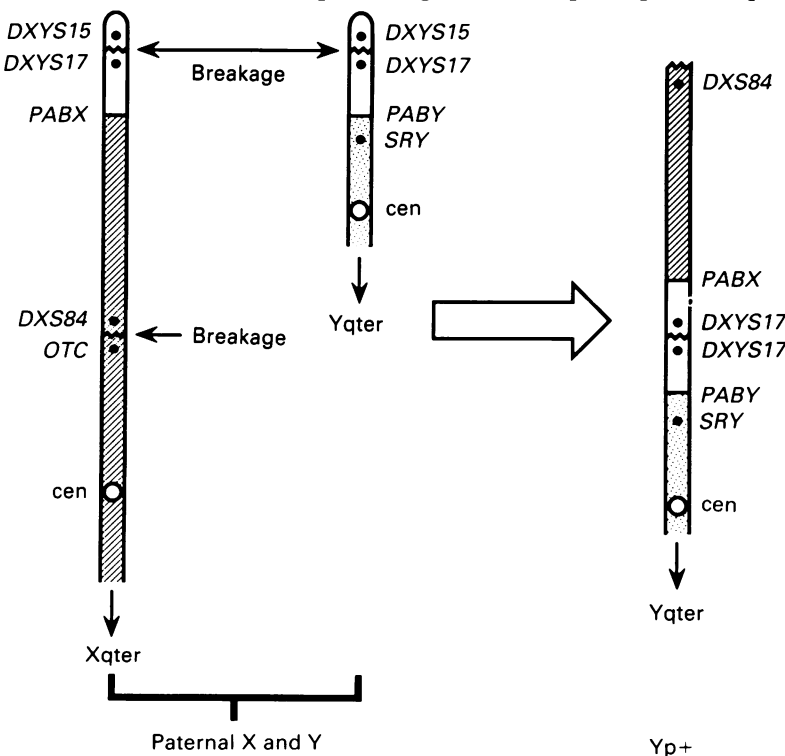 DXYS15
DXYS17
Breakage
PABX
DXYS15
DXYS17
PABY
SRY
cen
Yqter
DXS84
OTC
Breakage
cen
Xqter
Paternal X and Y
DXS84
PABX
DXYS17
DXYS17
PABY
SRY
cen
Yqter
Yp+